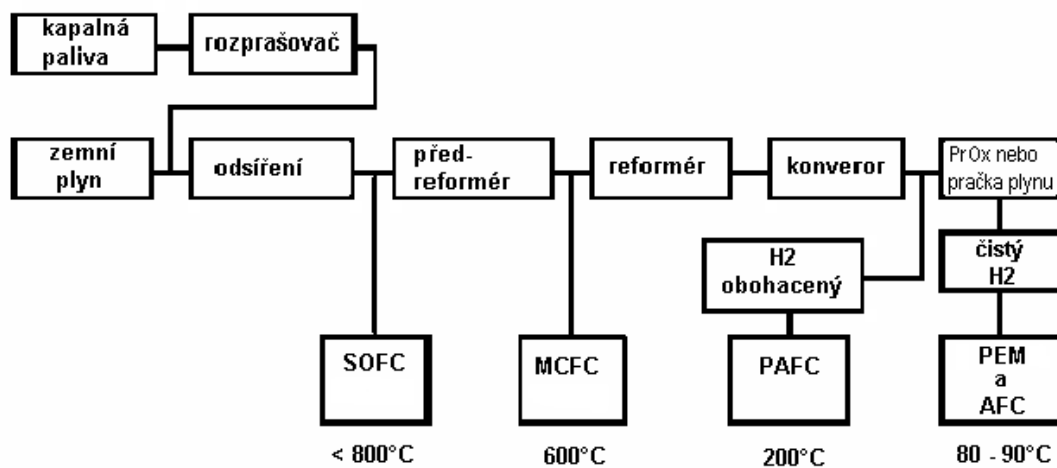 kapalná
paliva
rozprašovač
zemní
plyn
odsíření
před-
reformér
reformér
konveror
PrOx nebo
pračka plynu
H2
obohacený
čistý
H2
SOFC
MCFC
PAFC
PEM
a
AFC
< 800°C
600°C
200°C
80 - 90°C